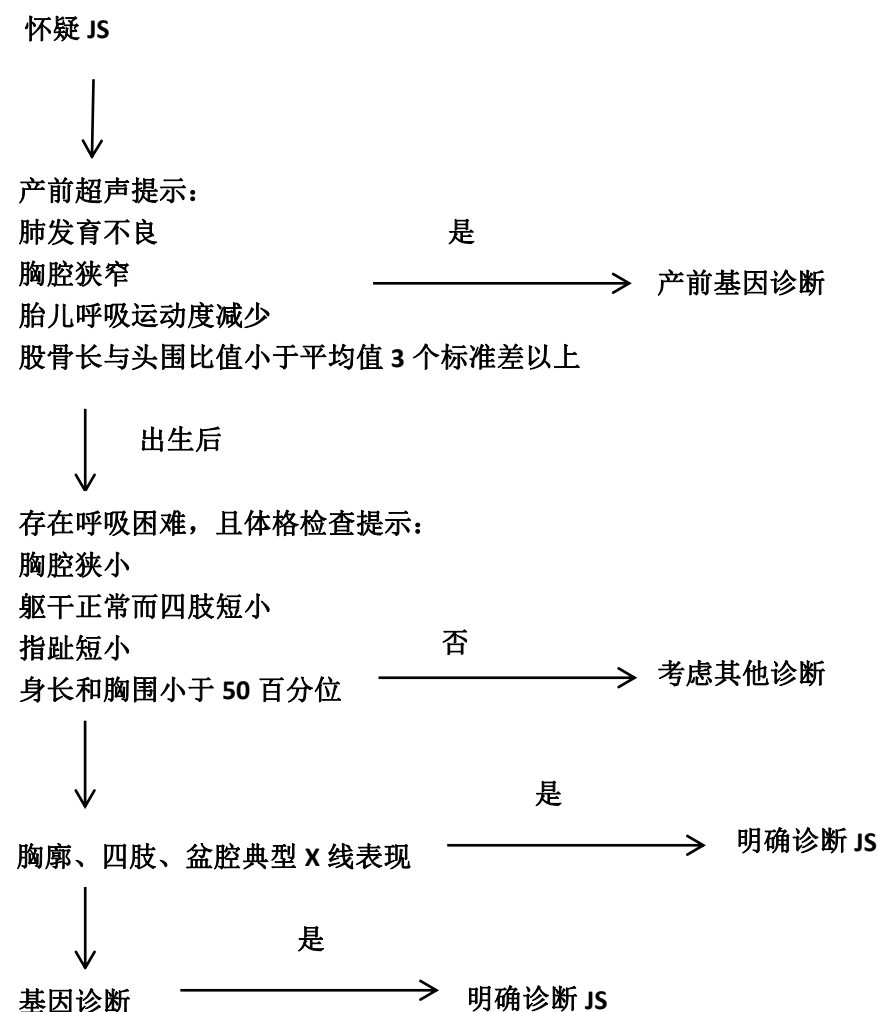 怀疑 JS
产前超声提示：
肺发育不良
是
胸腔狭窄
产前基因诊断
胎儿呼吸运动度减少
股骨长与头围比值小于平均值 3 个标准差以上
出生后
存在呼吸困难，且体格检查提示：
胸腔狭小
躯干正常而四肢短小
指趾短小
否
身长和胸围小于 50 百分位
考虑其他诊断
是
胸廓、四肢、盆腔典型 X 线表现
明确诊断 JS
是
基因诊断
明确诊断 JS